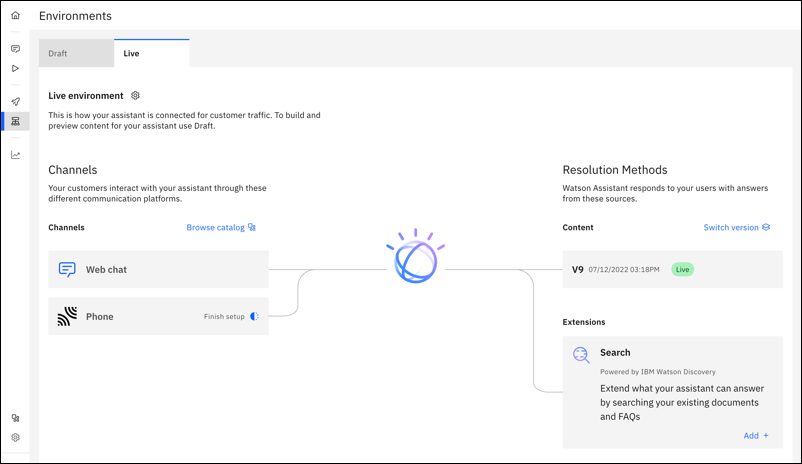 Environments
Draft
Live
Live environment
This is how your assistant is connected for customer traffic. To build and
preview content for your assistant use Draft.
Channels
Your customers interact with your assistant through these
different communication platforms.
Channels
Browse catalog
Web chat
Phone
Finish setup
Resolution Methods
Watson Assistant responds to your users with answers
from these sources.
Content
Switch version
V9 07/12/2022 03:18PM Live
Extensions
Search
Powered by IBM Watson Discovery
Extend what your assistant can answer
by searching your existing documents
and FAQs
Add +